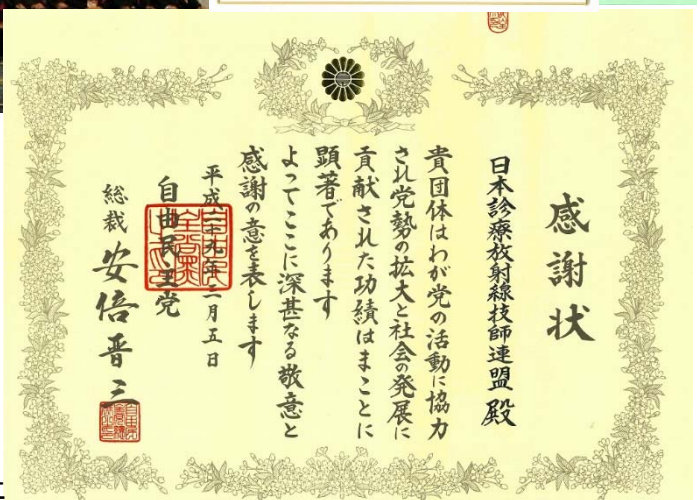 感謝状
日本診療放射線技師連盟 殿
貴団体はわが党の活動に協力
され党勢の拡大と社会の発展に
貢献された功績はまことに
顕著であります
よってここに深甚なる敬意と
感謝の意を表します
平成二十九年三月五日
自由民主党
総裁 安倍晋三